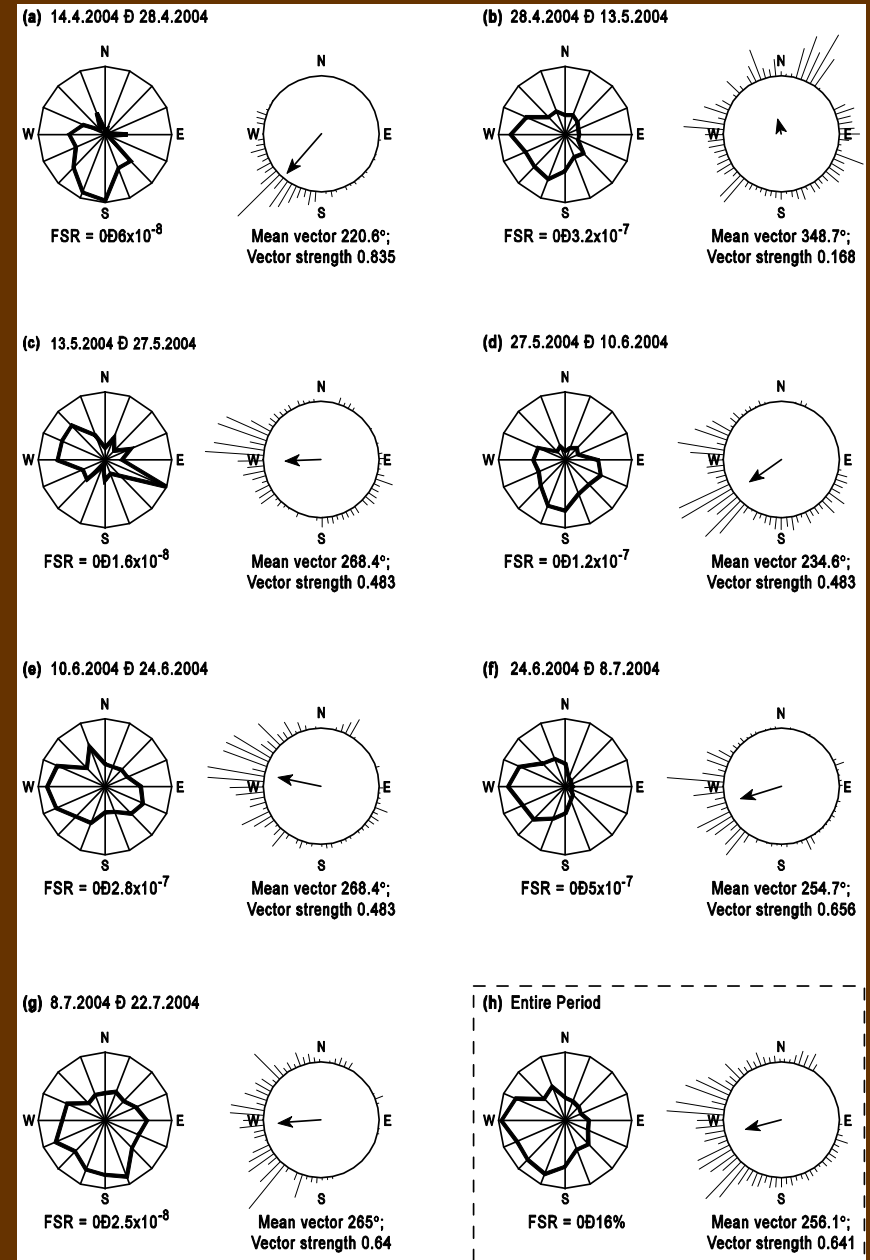 (a) 14.4.2004 Ð 28.4.2004
N
W
E
S
FSR = 0Ð6x10-8
N
W
E
S
Mean vector 220.6°;
Vector strength 0.835
(b) 28.4.2004 Ð 13.5.2004
N
W
E
S
FSR = 0Ð3.2x10-7
N
W
E
S
Mean vector 348.7°;
Vector strength 0.168
(c) 13.5.2004 Ð 27.5.2004
N
W
E
S
FSR = 0Ð1.6x10-8
N
W
E
S
Mean vector 268.4°;
Vector strength 0.483
(d) 27.5.2004 Ð 10.6.2004
N
W
E
S
FSR = 0Ð1.2x10-7
N
W
E
S
Mean vector 234.6°;
Vector strength 0.483
(e) 10.6.2004 Ð 24.6.2004
N
W
E
S
FSR = 0Ð2.8x10-7
N
W
E
S
Mean vector 268.4°;
Vector strength 0.483
(f) 24.6.2004 Ð 8.7.2004
N
W
E
S
FSR = 0Ð5x10-7
N
W
E
S
Mean vector 254.7°;
Vector strength 0.656
(g) 8.7.2004 Ð 22.7.2004
N
W
E
S
FSR = 0Ð2.5x10-8
N
W
E
S
Mean vector 265°;
Vector strength 0.64
(h) Entire Period
N
W
E
S
FSR = 0Ð16%
N
W
E
S
Mean vector 256.1°;
Vector strength 0.641